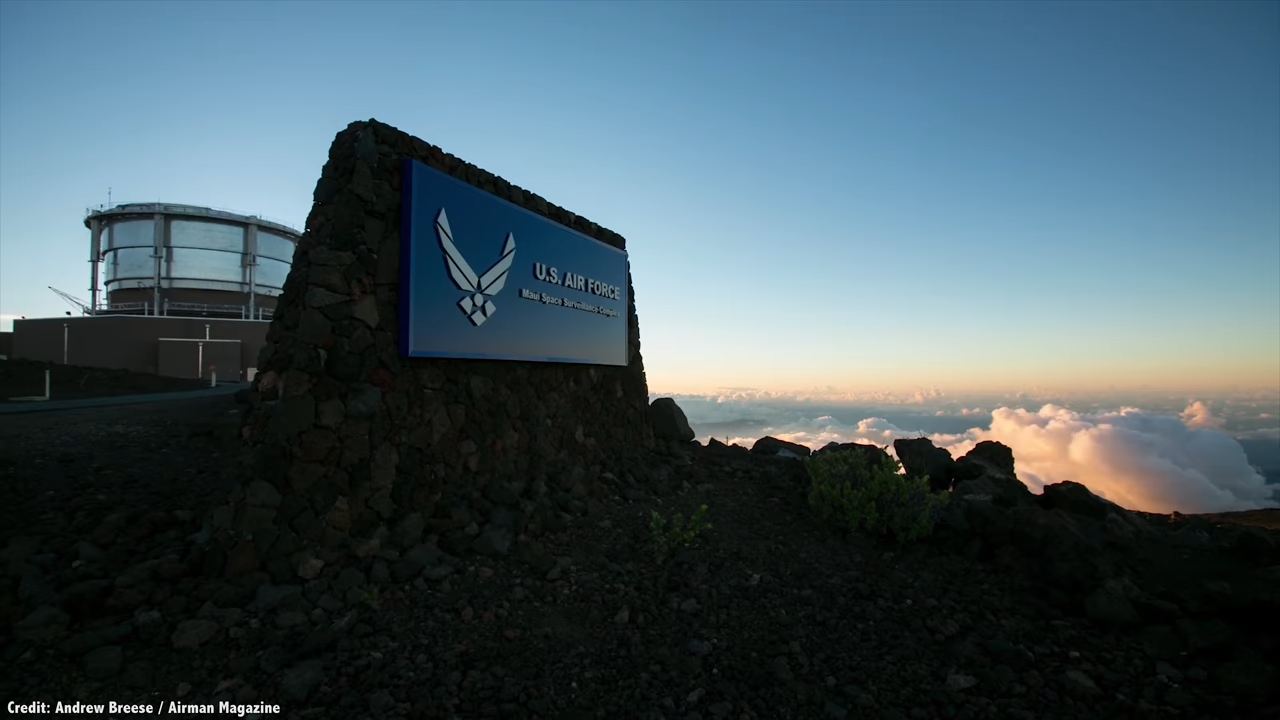 U.S. AIR FORCE
Maui Space Surveillance Complex
Credit: Andrew Breese / Airman Magazine